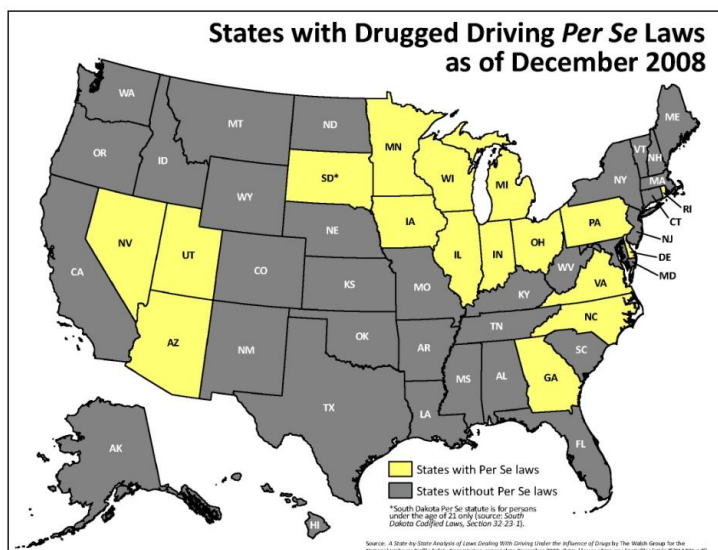 States with Drugged Driving Per Se Laws
as of December 2008
WA
MT
ND
MN
ME
OR
ID
SD*
WI
MI
VT
NH
NY
MA
WY
RI
CT
IA
PA
NE
NJ
NV
UT
IL
IN
OH
DE
MD
CA
CO
KS
MO
WV
VA
KY
NC
AZ
NM
OK
TN
AR
SC
MS
AL
GA
TX
LA
FL
AK
HI
States with Per Se laws
States without Per Se laws
*South Dakota Per Se statute is for persons
under the age of 21 only (source: South
Dakota Codified Laws, Section 32-23-1).
Source: A State-by-State Analysis of Laws Dealing With Driving Under the Influence of Drugs by The Walsh Group for the